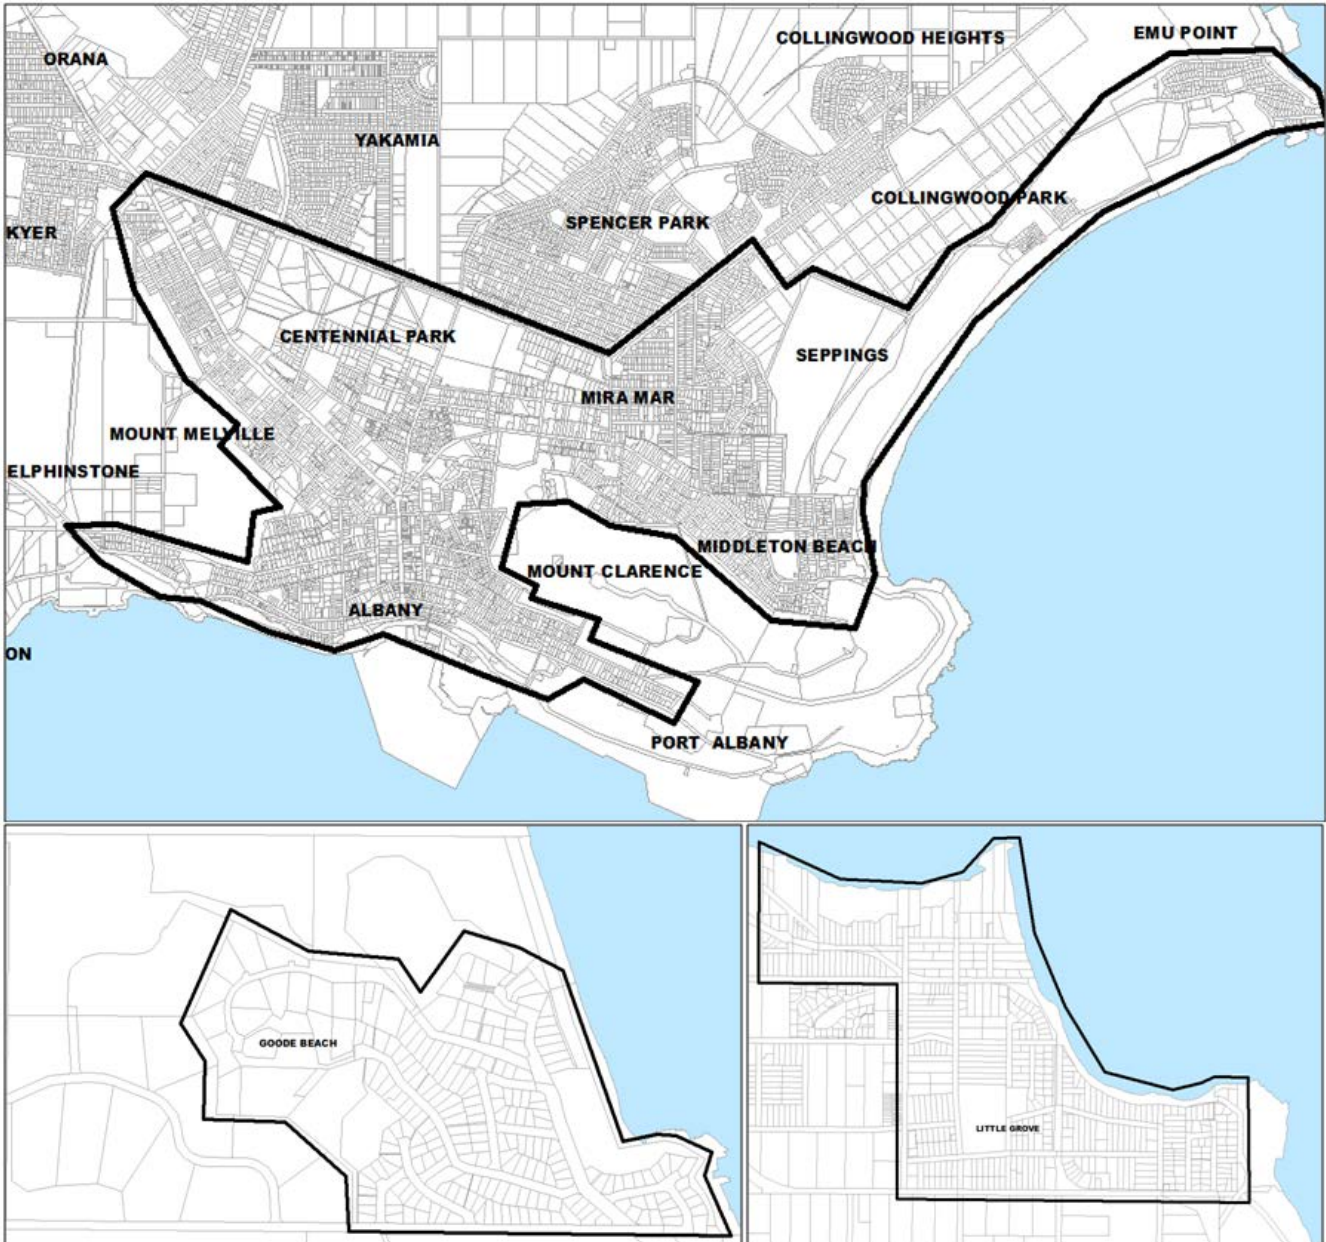 EMU POINT
COLLINGWOOD HEIGHTS
ORANA
YAKAMIA
COLLINGWOOD PARK
SPENCER PARK
KYER
CENTENNIAL PARK
SEPPINGS
MIRA MAR
MOUNT MELVILLE
ELPHINSTONE
MIDDLETON BEACH
MOUNT CLARENCE
ALBANY
ON
PORT ALBANY
GOODE BEACH
LITTLE GROVE